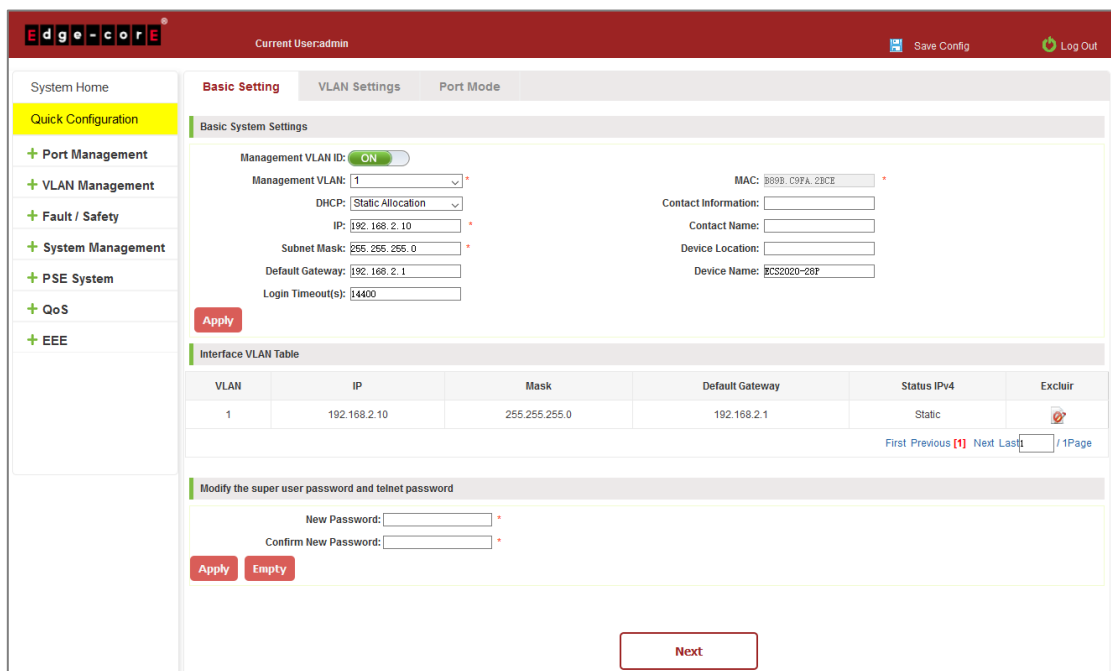 Edge-corE®
Current User:admin
Save Config
Log Out
System Home
Quick Configuration
Port Management
VLAN Management
Fault / Safety
System Management
PSE System
QoS
EEE
Basic Setting VLAN Settings Port Mode
Basic System Settings
Management VLAN ID: ON
Management VLAN: 1 *
DHCP: Static Allocation
IP: 192.168.2.10 *
Subnet Mask: 255.255.255.0 *
Default Gateway: 192.168.2.1
Login Timeout(s): 14400
MAC: B89B.C9FA.2BCE *
Contact Information:
Contact Name:
Device Location:
Device Name: ECS2020-28P
Apply
Interface VLAN Table
VLAN IP Mask Default Gateway Status IPv4 Excluir
1 192.168.2.10 255.255.255.0 192.168.2.1 Static
First Previous [1] Next Last 1 / 1Page
Modify the super user password and telnet password
New Password: *
Confirm New Password: *
Apply Empty
Next